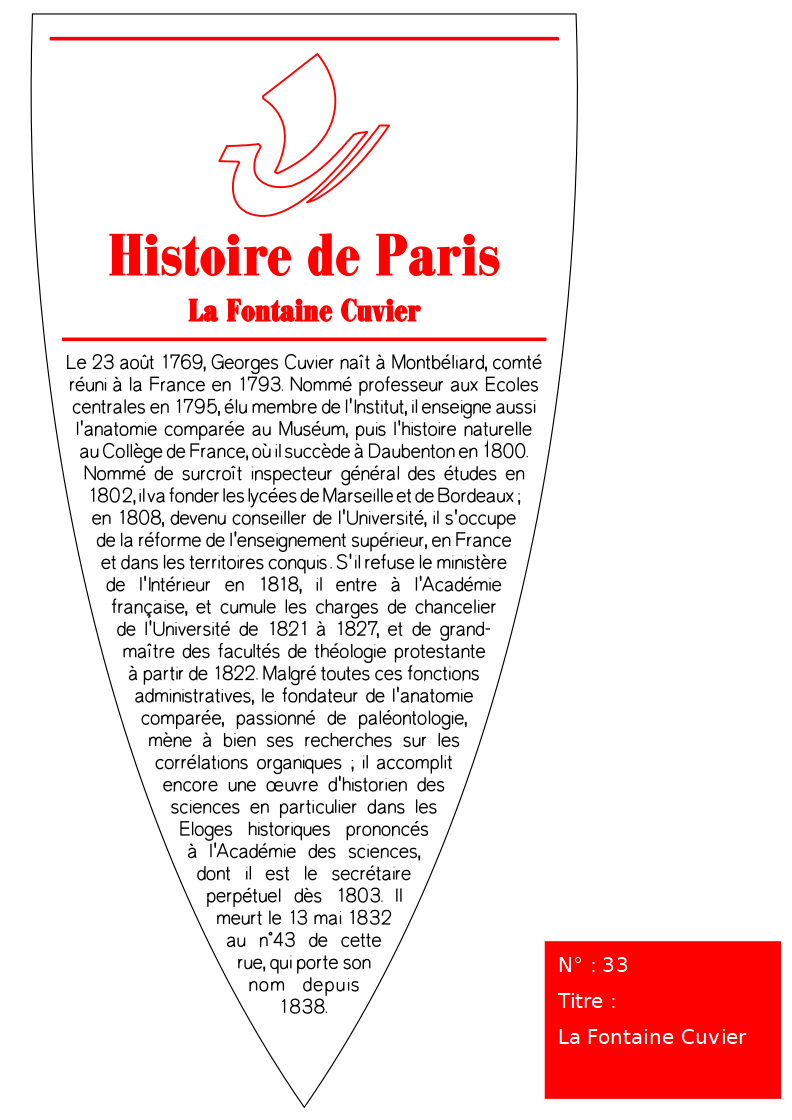 Histoire de Paris
La Fontaine Cuvier
Le 23 août 1769, Georges Cuvier naît à Montbéliard, comté
réuni à la France en 1793. Nommé professeur aux Ecoles
centrales en 1795, élu membre de l'Institut, il enseigne aussi
l'anatomie comparée au Muséum, puis l'histoire naturelle
au Collège de France, où il succède à Daubenton en 1800.
Nommé de surcroît inspecteur général des études en
1802, il va fonder les lycées de Marseille et de Bordeaux ;
en 1808, devenu conseiller de l'Université, il s'occupe
de la réforme de l'enseignement supérieur, en France
et dans les territoires conquis. S'il refuse le ministère
de l'Intérieur en 1818, il entre à l'Académie
française, et cumule les charges de chancelier
de l'Université de 1821 à 1827, et de grand-
maître des facultés de théologie protestante
à partir de 1822. Malgré toutes ces fonctions
administratives, le fondateur de l'anatomie
comparée, passionné de paléontologie,
mène à bien ses recherches sur les
corrélations organiques ; il accomplit
encore une œuvre d'historien des
sciences en particulier dans les
Eloges historiques prononcés
à l'Académie des sciences,
dont il est le secrétaire
perpétuel dès 1803. Il
meurt le 13 mai 1832
au n°43 de cette
rue, qui porte son
nom depuis
1838.
N° : 33
Titre :
La Fontaine Cuvier